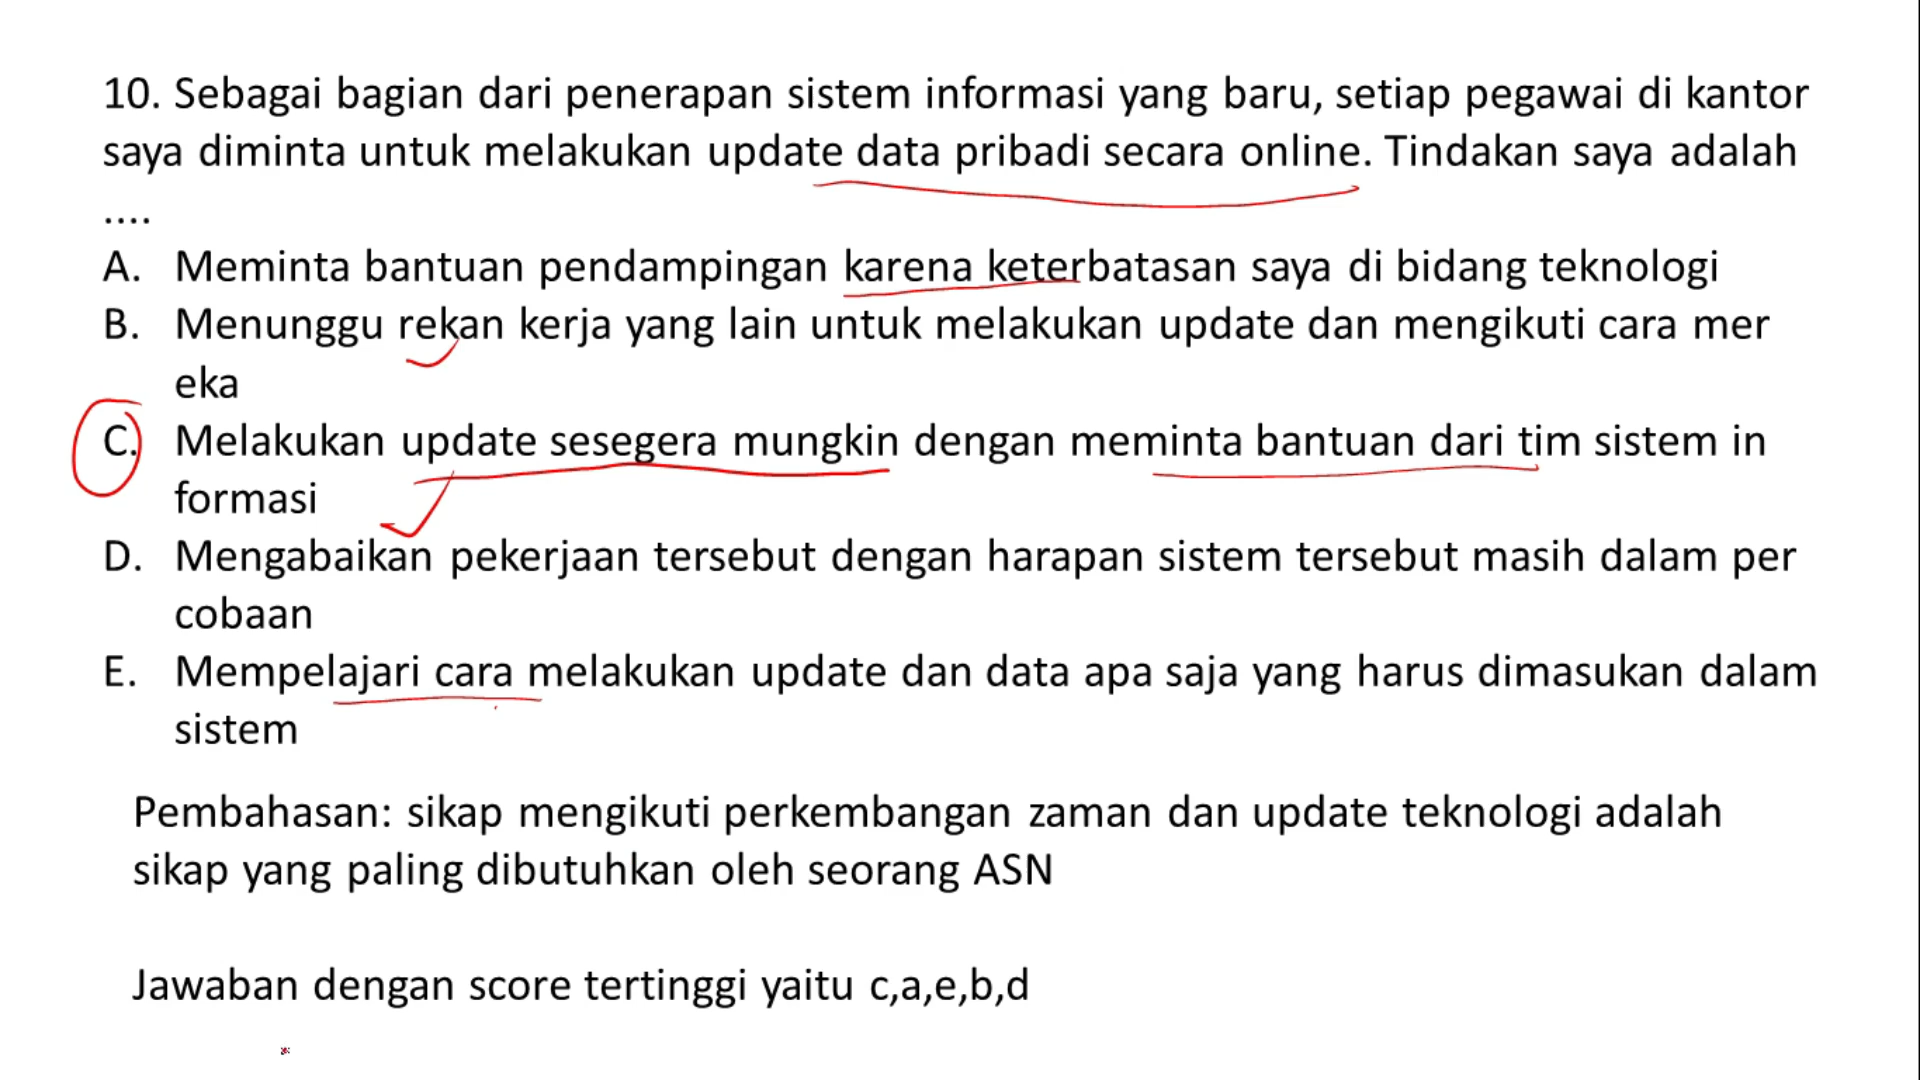 10. Sebagai bagian dari penerapan sistem informasi yang baru, setiap pegawai di kantor
saya diminta untuk melakukan update data pribadi secara online. Tindakan saya adalah
....
A. Meminta bantuan pendampingan karena keterbatasan saya di bidang teknologi
B. Menunggu rekan kerja yang lain untuk melakukan update dan mengikuti cara mer
eka
C. Melakukan update sesegera mungkin dengan meminta bantuan dari tim sistem in
formasi
D. Mengabaikan pekerjaan tersebut dengan harapan sistem tersebut masih dalam per
cobaan
E. Mempelajari cara melakukan update dan data apa saja yang harus dimasukan dalam
sistem
Pembahasan: sikap mengikuti perkembangan zaman dan update teknologi adalah
sikap yang paling dibutuhkan oleh seorang ASN
Jawaban dengan score tertinggi yaitu c,a,e,b,d